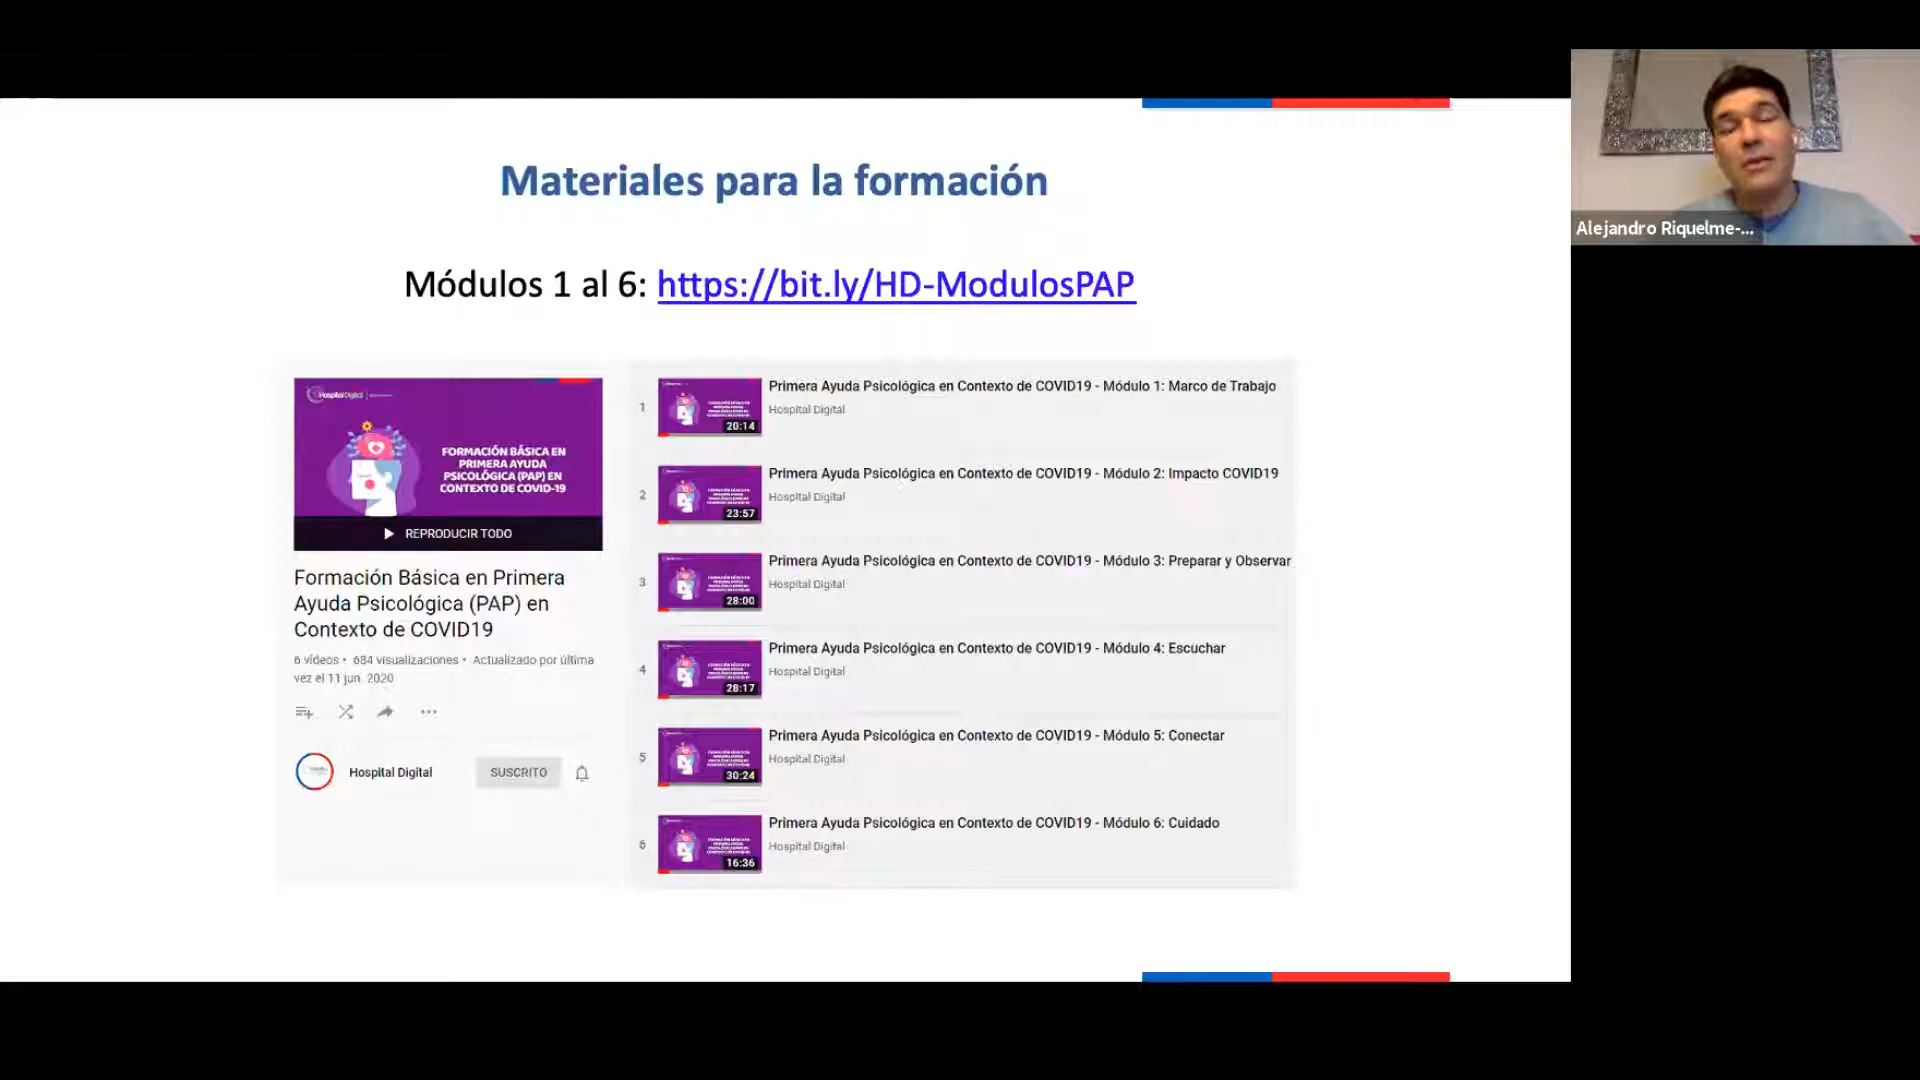 Materiales para la formación
Módulos 1 al 6: https://bit.ly/HD-ModulosPAP
HospitalDigital
FORMACIÓN BÁSICA EN
PRIMERA AYUDA
PSICOLÓGICA (PAP) EN
CONTEXTO DE COVID-19
REPRODUCIR TODO
Formación Básica en Primera
Ayuda Psicológica (PAP) en
Contexto de COVID19
6 vídeos • 684 visualizaciones • Actualizado por última
vez el 11 jun. 2020
Hospital Digital
SUSCRITO
1
20:14
Primera Ayuda Psicológica en Contexto de COVID19 - Módulo 1: Marco de Trabajo
Hospital Digital
2
23:57
Primera Ayuda Psicológica en Contexto de COVID19 - Módulo 2: Impacto COVID19
Hospital Digital
3
28:00
Primera Ayuda Psicológica en Contexto de COVID19 - Módulo 3: Preparar y Observar
Hospital Digital
4
28:17
Primera Ayuda Psicológica en Contexto de COVID19 - Módulo 4: Escuchar
Hospital Digital
5
30:24
Primera Ayuda Psicológica en Contexto de COVID19 - Módulo 5: Conectar
Hospital Digital
6
16:36
Primera Ayuda Psicológica en Contexto de COVID19 - Módulo 6: Cuidado
Hospital Digital
Alejandro Riquelme-...